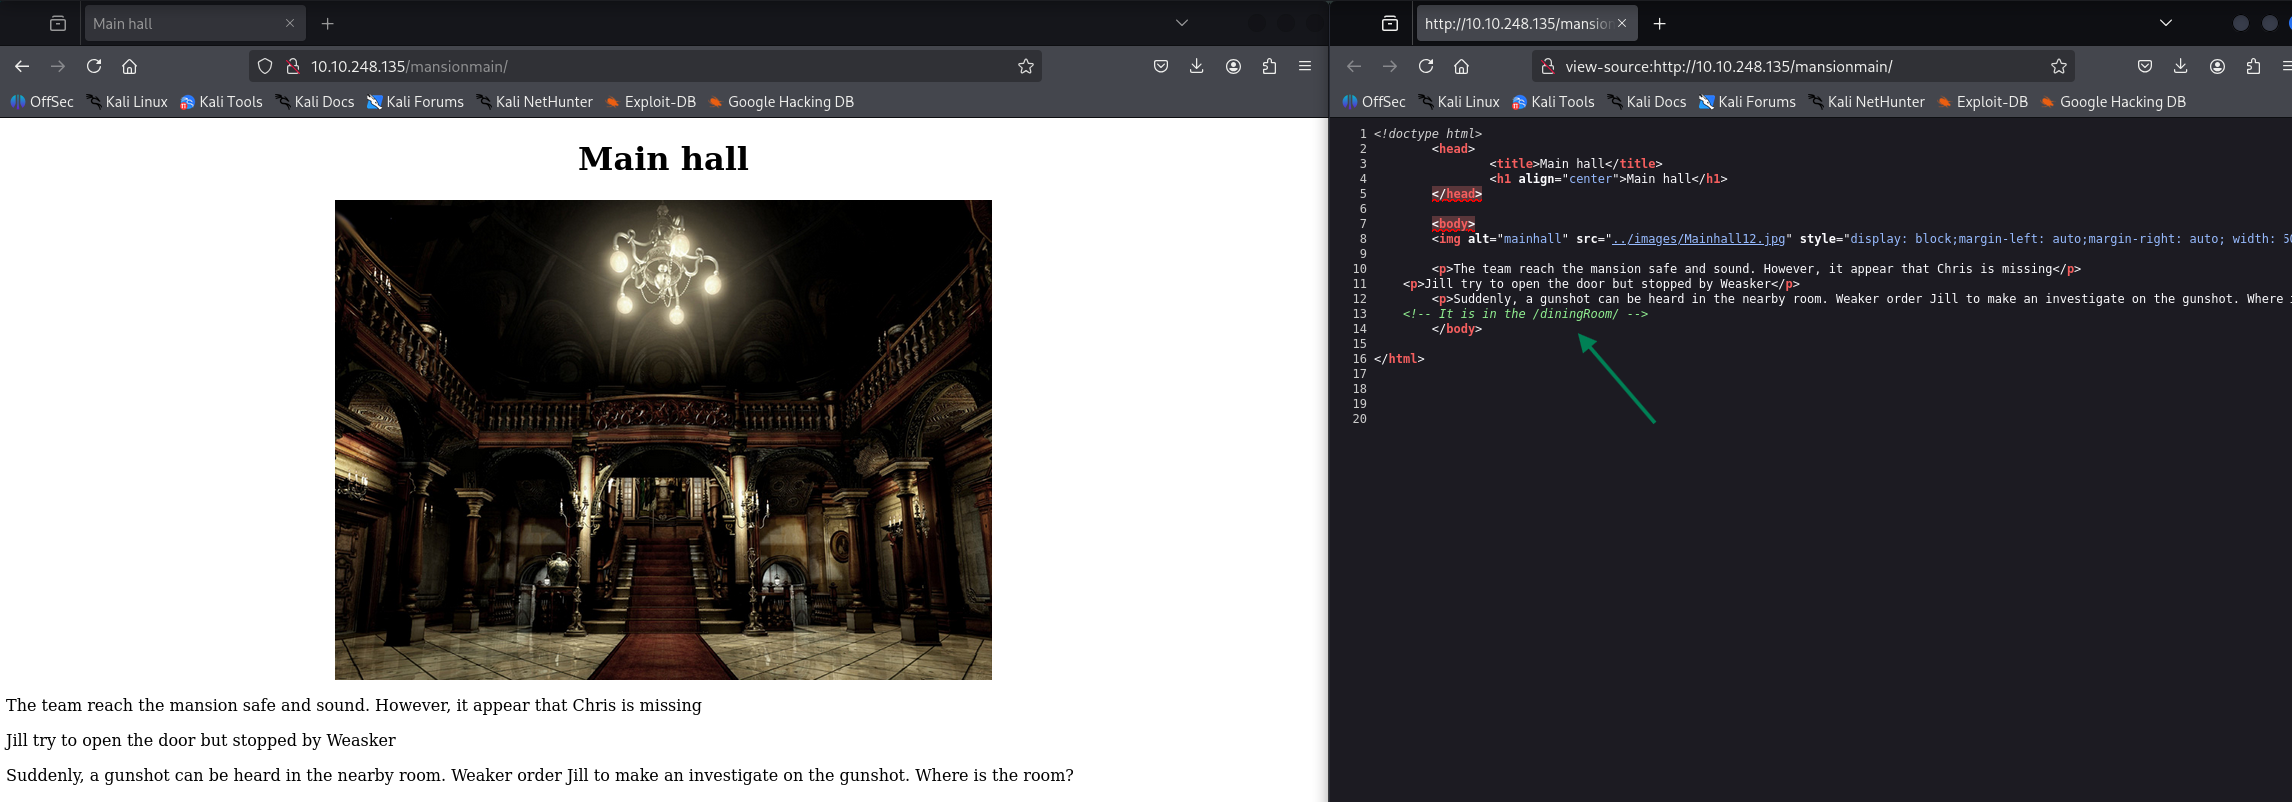 Main hall
10.10.248.135/mansionmain/
OffSec Kali Linux Kali Tools Kali Docs Kali Forums Kali NetHunter Exploit-DB Google Hacking DB
Main hall
The team reach the mansion safe and sound. However, it appear that Chris is missing
Jill try to open the door but stopped by Weasker
Suddenly, a gunshot can be heard in the nearby room. Weaker order Jill to make an investigate on the gunshot. Where is the room?
http://10.10.248.135/mansio
view-source:http://10.10.248.135/mansionmain/
OffSec Kali Linux Kali Tools Kali Docs Kali Forums Kali NetHunter Exploit-DB Google Hacking DB
1 <!doctype html>
2 <head>
3 <title>Main hall</title>
4 <h1 align="center">Main hall</h1>
5 </head>
6
7 <body>
8 <img alt="mainhall" src="../images/Mainhall12.jpg" style="display: block;margin-left: auto;margin-right: auto; width: 50
9
10 <p>The team reach the mansion safe and sound. However, it appear that Chris is missing</p>
11 <p>Jill try to open the door but stopped by Weasker</p>
12 <p>Suddenly, a gunshot can be heard in the nearby room. Weaker order Jill to make an investigate on the gunshot. Where
13 <!-- It is in the /diningRoom/ -->
14 </body>
15
16 </html>
17
18
19
20